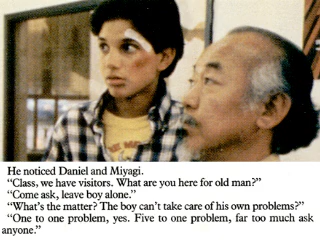 He noticed Daniel and Miyagi.
“Class, we have visitors. What are you here for old man?”
“Come ask, leave boy alone.”
“What’s the matter? The boy can’t take care of his own problems?”
“One to one problem, yes. Five to one problem, far too much ask
anyone.”